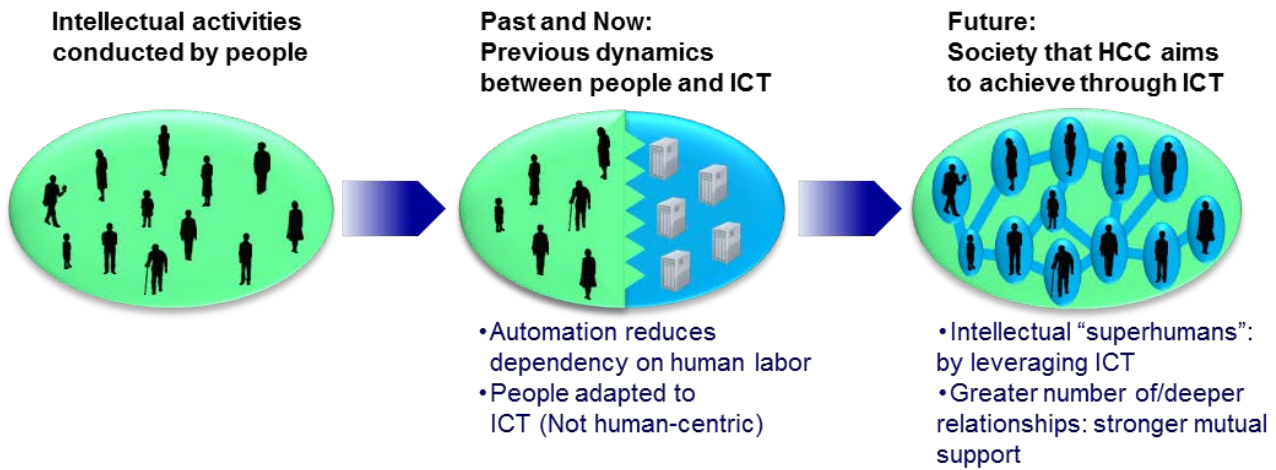 Intellectual activities
conducted by people
Past and Now:
Previous dynamics
between people and ICT
Future:
Society that HCC aims
to achieve through ICT
•Automation reduces
dependency on human labor
•People adapted to
ICT (Not human-centric)
•Intellectual “superhumans”:
by leveraging ICT
•Greater number of/deeper
relationships: stronger mutual
support